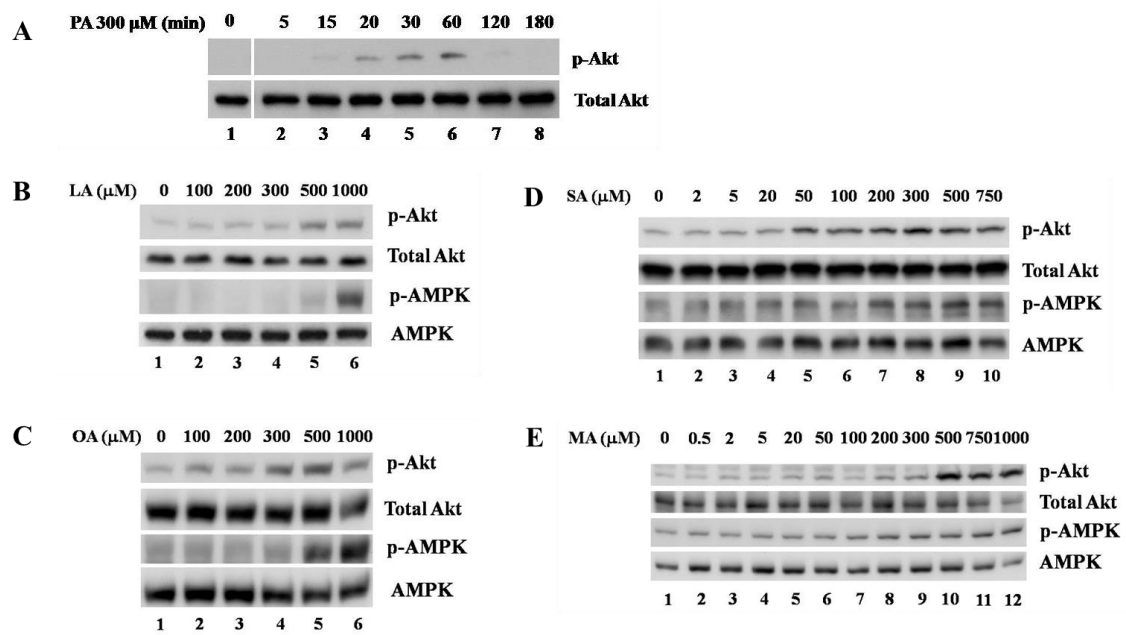 A
PA 300 μM (min) 0 5 15 20 30 60 120 180
p-Akt
Total Akt
1 2 3 4 5 6 7 8
B
LA (μM) 0 100 200 300 500 1000
p-Akt
Total Akt
p-AMPK
AMPK
1 2 3 4 5 6
C
OA (μM) 0 100 200 300 500 1000
p-Akt
Total Akt
p-AMPK
AMPK
1 2 3 4 5 6
D
SA (μM) 0 2 5 20 50 100 200 300 500 750
p-Akt
Total Akt
p-AMPK
AMPK
1 2 3 4 5 6 7 8 9 10
E
MA (μM) 0 0.5 2 5 20 50 100 200 300 500 750 1000
p-Akt
Total Akt
p-AMPK
AMPK
1 2 3 4 5 6 7 8 9 10 11 12